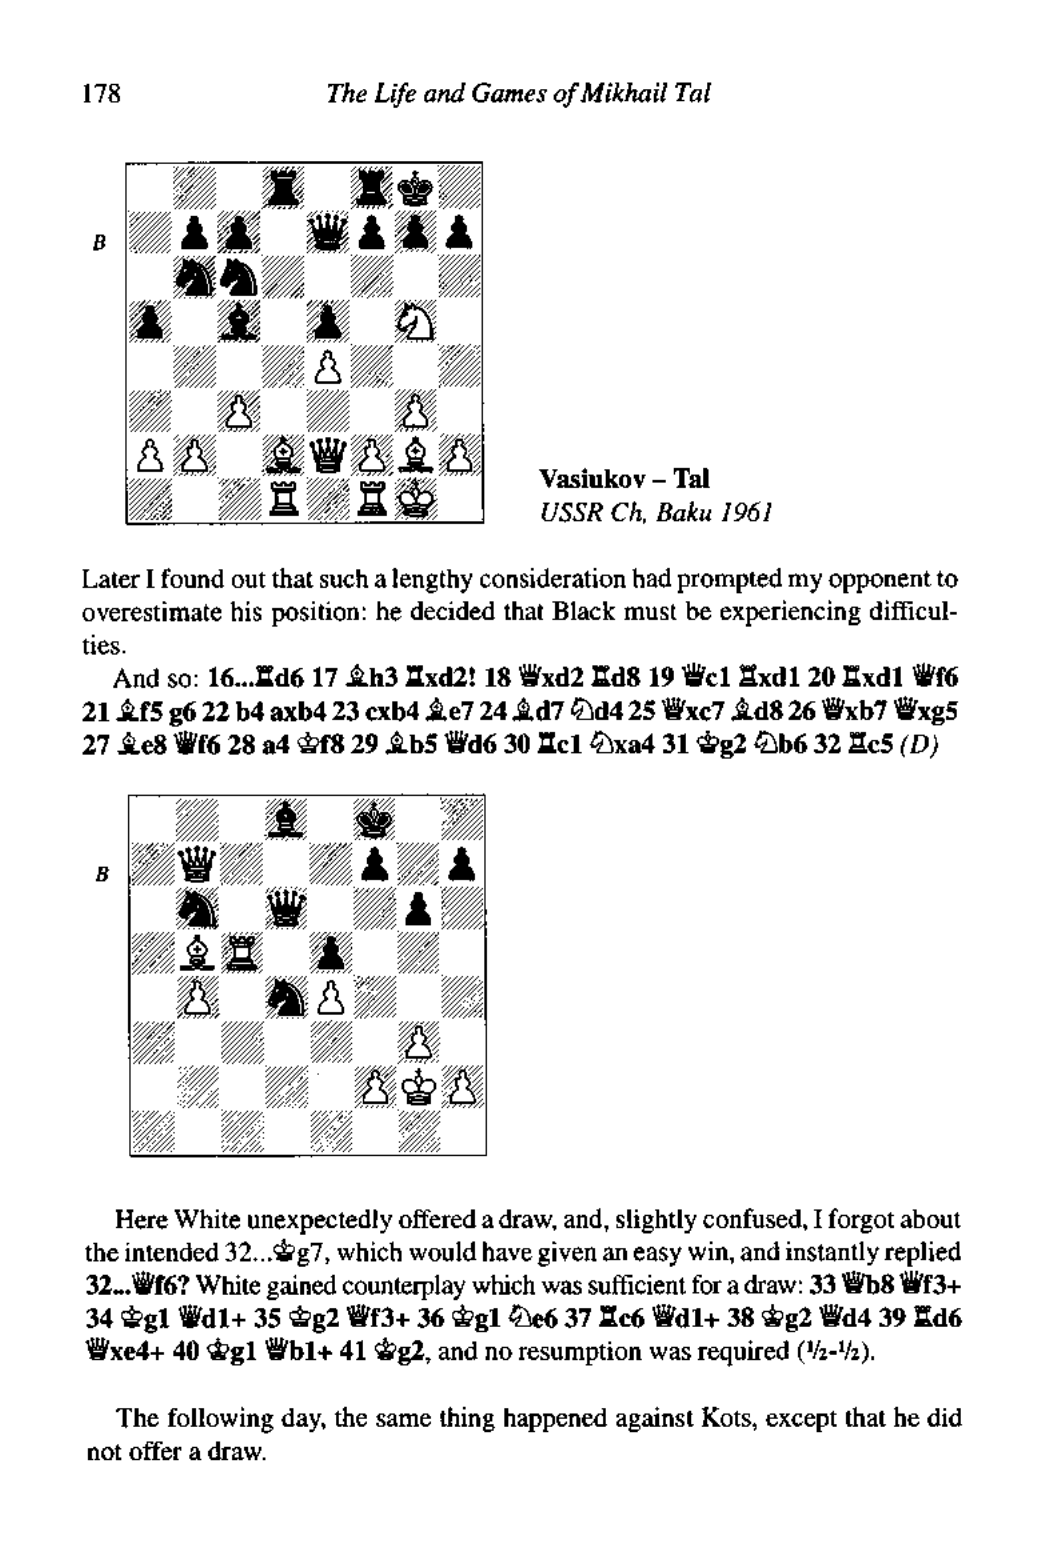 178
The Life and Games of Mikhail Tal
B
Vasiukov – Tal
USSR Ch, Baku 1961
Later I found out that such a lengthy consideration had prompted my opponent to
overestimate his position: he decided that Black must be experiencing difficul-
ties.
And so: 16...♖d6 17 ♗h3 ♖xd2! 18 ♕xd2 ♖d8 19 ♕c1 ♖xd1 20 ♖xd1 ♕f6
21 ♗f5 g6 22 b4 axb4 23 cxb4 ♗e7 24 ♗d7 ♘d4 25 ♕xc7 ♗d8 26 ♕xb7 ♕xg5
27 ♗e8 ♕f6 28 a4 ♔f8 29 ♗b5 ♕d6 30 ♖c1 ♘xa4 31 ♔g2 ♘b6 32 ♖c5 (D)
B
Here White unexpectedly offered a draw, and, slightly confused, I forgot about
the intended 32...♔g7, which would have given an easy win, and instantly replied
32...♕f6? White gained counterplay which was sufficient for a draw: 33 ♕b8 ♕f3+
34 ♔g1 ♕d1+ 35 ♔g2 ♕f3+ 36 ♔g1 ♘e6 37 ♖c6 ♕d1+ 38 ♔g2 ♕d4 39 ♖d6
♕xe4+ 40 ♔g1 ♕b1+ 41 ♔g2, and no resumption was required (½-½).
The following day, the same thing happened against Kots, except that he did
not offer a draw.